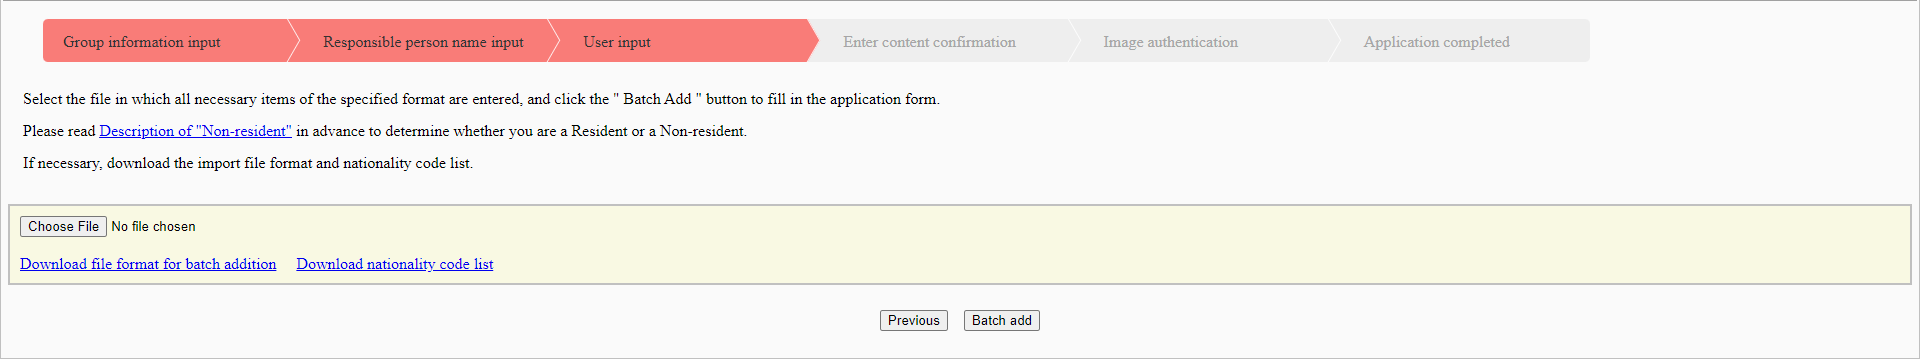 Group information input
Responsible person name input
User input
Enter content confirmation
Image authentication
Application completed
Select the file in which all necessary items of the specified format are entered, and click the " Batch Add " button to fill in the application form.
Please read Description of "Non-resident" in advance to determine whether you are a Resident or a Non-resident.
If necessary, download the import file format and nationality code list.
Choose File No file chosen
Download file format for batch addition Download nationality code list
Previous Batch add